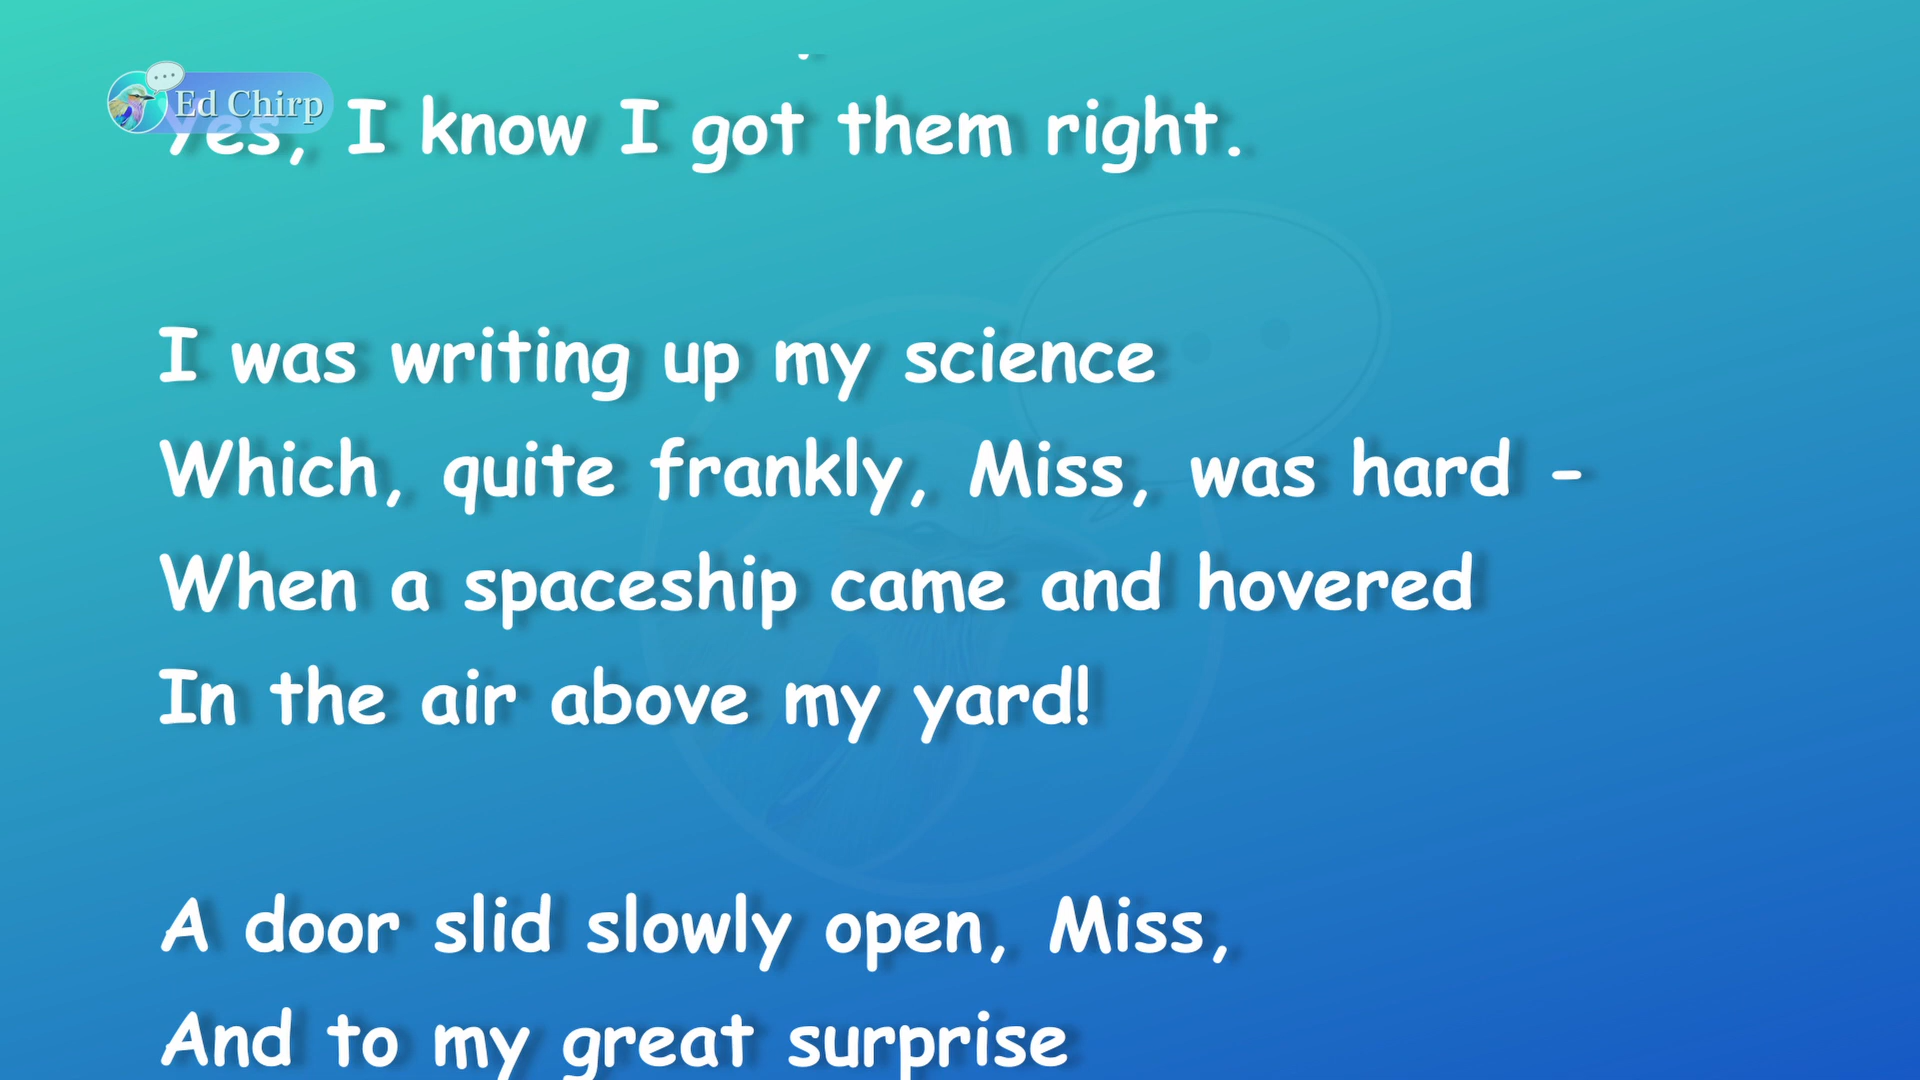 Ed Chirp
yes, I know I got them right.
I was writing up my science
Which, quite frankly, Miss, was hard -
When a spaceship came and hovered
In the air above my yard!
A door slid slowly open, Miss,
And to my great surprise